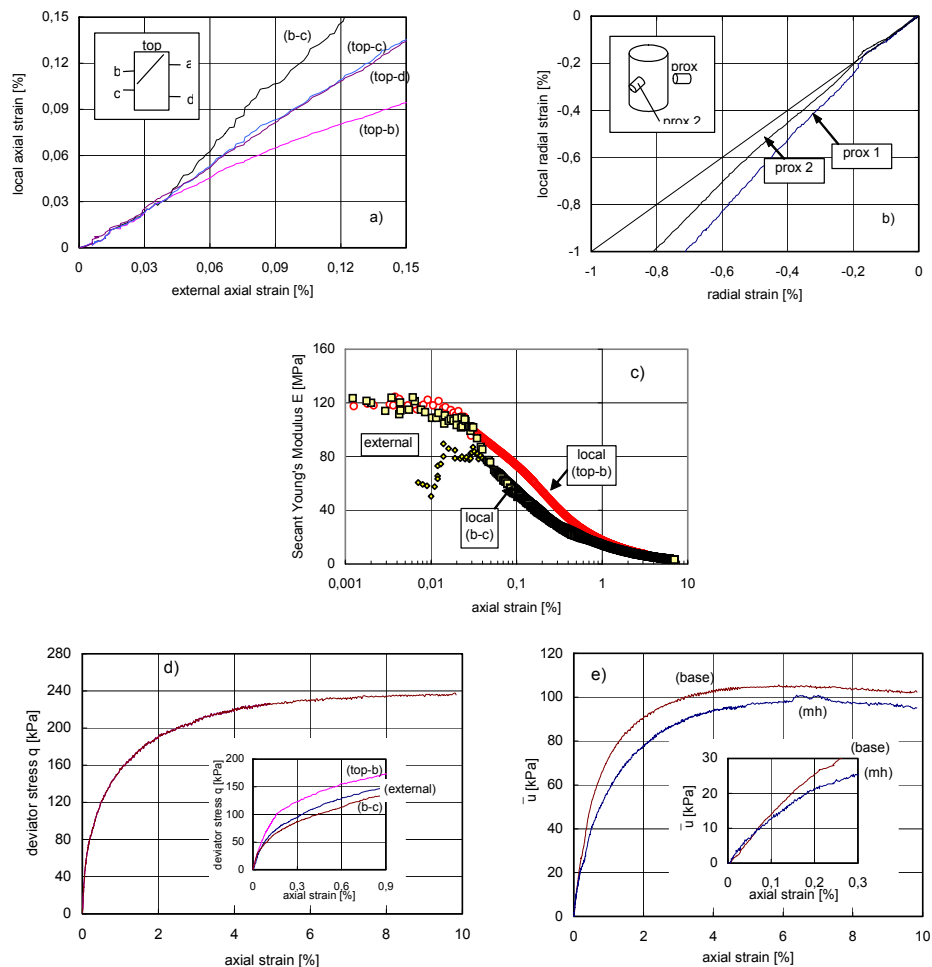 0,15
0,12
0,09
0,06
0,03
0
0
0,03
0,06
0,09
0,12
0,15
local axial strain [%]
external axial strain [%]
top
b
c
a
d
(b-c)
(top-c)
(top-d)
(top-b)
a)
0
-0,2
-0,4
-0,6
-0,8
-1
-1
-0,8
-0,6
-0,4
-0,2
0
local radial strain [%]
radial strain [%]
prox
prox 2
prox 2
prox 1
b)
160
120
80
40
0
0,001
0,01
0,1
1
10
Secant Young's Modulus E [MPa]
axial strain [%]
c)
external
local
(top-b)
local
(b-c)
280
240
200
160
120
80
40
0
0
2
4
6
8
10
deviator stress q [kPa]
axial strain [%]
d)
200
150
100
50
0
0
0,3
0,6
0,9
deviator stress q [kPa]
axial strain [%]
(top-b)
(external)
(b-c)
120
100
80
60
40
20
0
0
2
4
6
8
10
u [kPa]
axial strain [%]
e)
(base)
(mh)
30
20
10
0
0,0
0,1
0,2
0,3
u [kPa]
axial strain [%]
(base)
(mh)